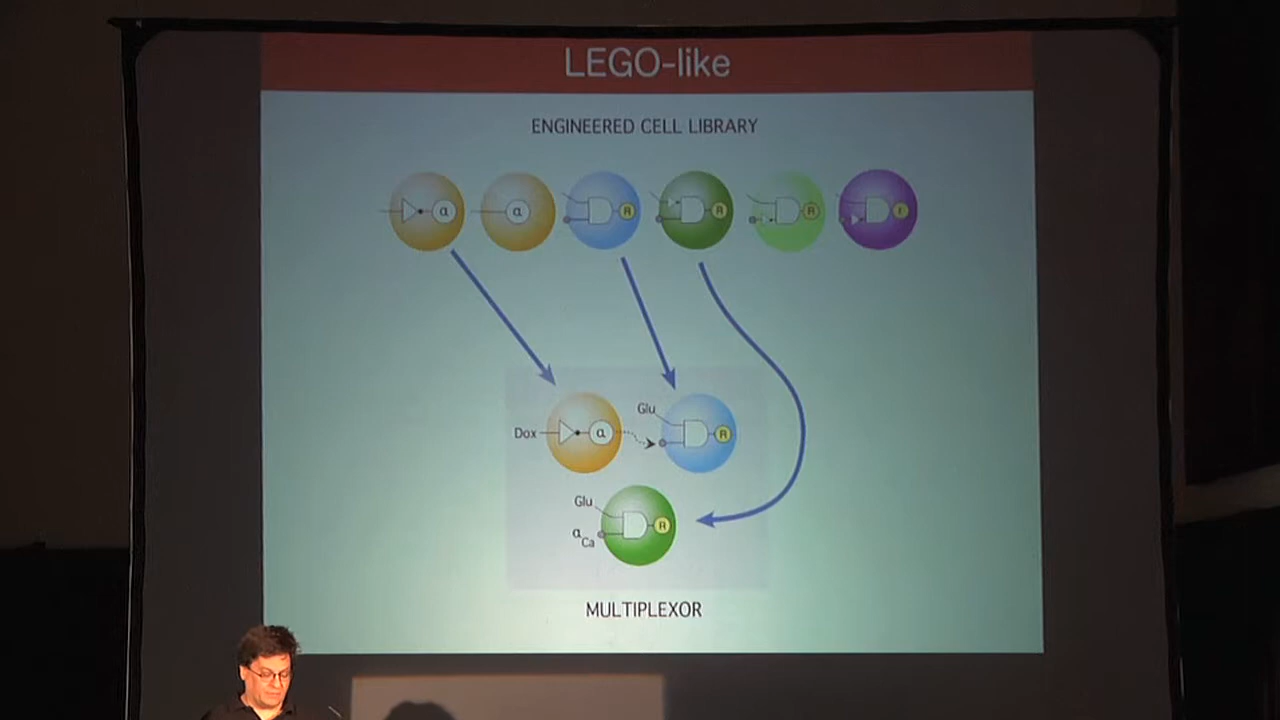 LEGO-like
ENGINEERED CELL LIBRARY
α
α
R
R
R
Glu
Dox
α
R
Glu
R
α Ca
MULTIPLEXOR